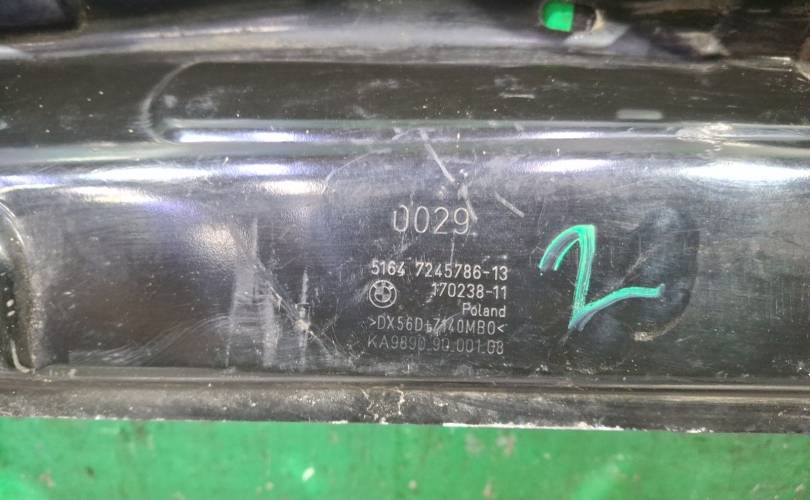 0029
5164 7245786-13
170238-11
Poland
>DX56D+Z140MB0<
KA9890 90 001 08
2